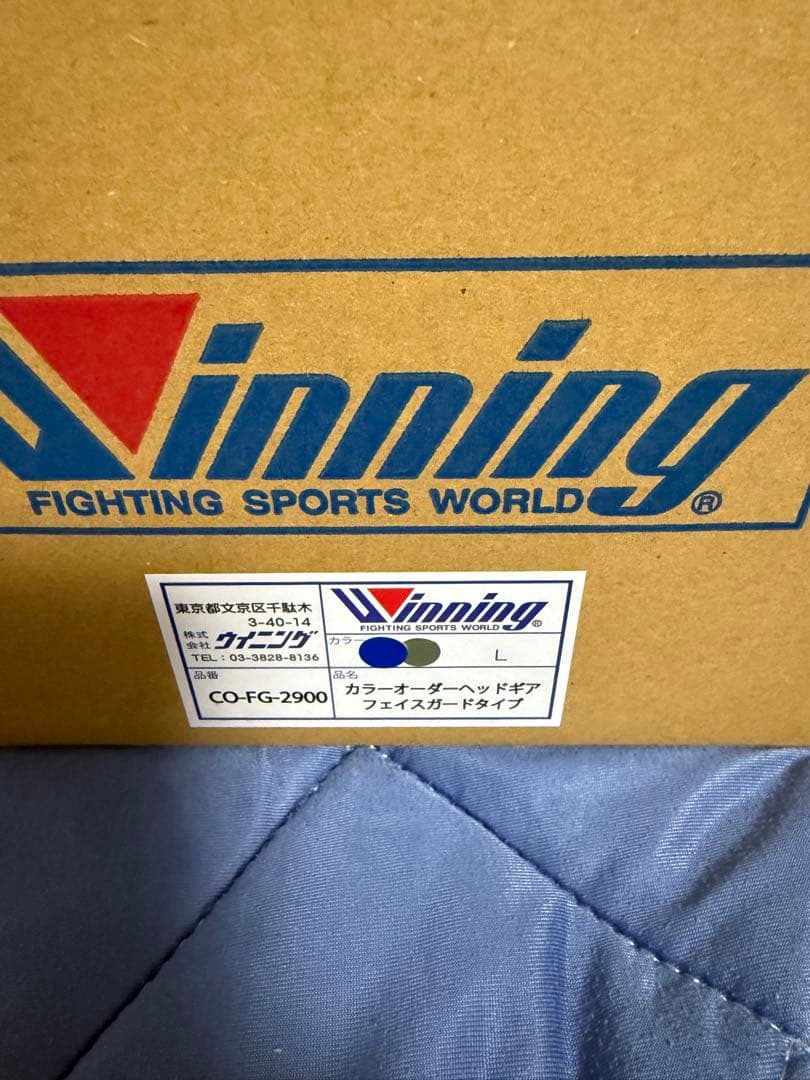 Winning
FIGHTING SPORTS WORLD ®
東京都文京区千駄木
3-40-14
株式会社 ウイニング
TEL : 03-3828-8136
Winning
FIGHTING SPORTS WORLD ®
カラー
L
品番
CO-FG-2900
品名
カラーオーダーヘッドギア
フェイスガードタイプ